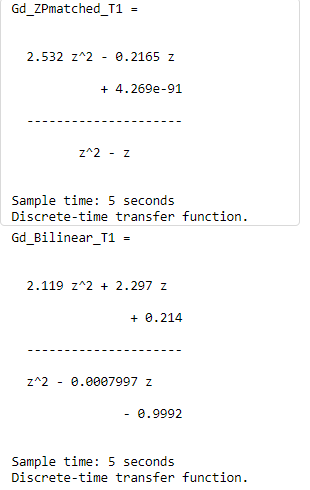 Gd_ZPmatched_T1 =
2.532 z^2 - 0.2165 z
+ 4.269e-91
---------------------
z^2 - z
Sample time: 5 seconds
Discrete-time transfer function.
Gd_Bilinear_T1 =
2.119 z^2 + 2.297 z
+ 0.214
---------------------
z^2 - 0.0007997 z
- 0.9992
Sample time: 5 seconds
Discrete-time transfer function.